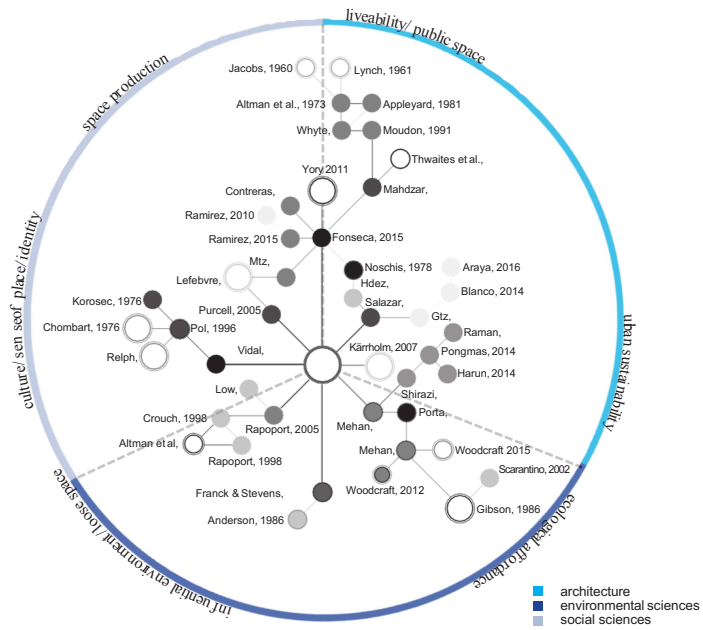 liveability/ public space
space production
Jacobs, 1960
Lynch, 1961
Altman et al., 1973
Appleyard, 1981
Whyte,
Moudon, 1991
Thwaites et al.,
Yory 2011
Mahdzar,
Contreras,
Ramirez, 2010
Ramirez, 2015
Fonseca, 2015
Mtz,
Noschis, 1978
Araya, 2016
Lefebvre,
Hdez,
Blanco, 2014
culture/ sen seof place/identity
Korosec, 1976
Purcell, 2005
Salazar,
Gtz,
Chombart, 1976
Pol, 1996
Raman,
uban sustainability
Relph,
Vidal,
Kärrholm, 2007
Pongmas, 2014
Harun, 2014
Low,
Shirazi,
Crouch, 1998
Rapoport, 2005
Mehan,
Porta,
Altman et al,
Rapoport, 1998
Mehan,
Woodcraft 2015
Scarantino, 2002
Franck & Stevens,
Woodcraft, 2012
Anderson, 1986
Gibson, 1986
influential environment/ loose space
ecological affordance
architecture
environmental sciences
social sciences